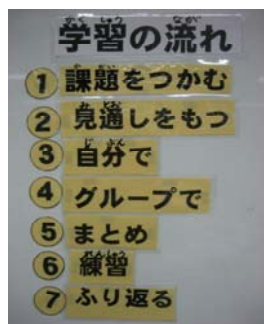 学習の流れ
① 課題をつかむ
② 見通しをもつ
③ 自分で
④ グループで
⑤ まとめ
⑥ 練習
⑦ ふり返る